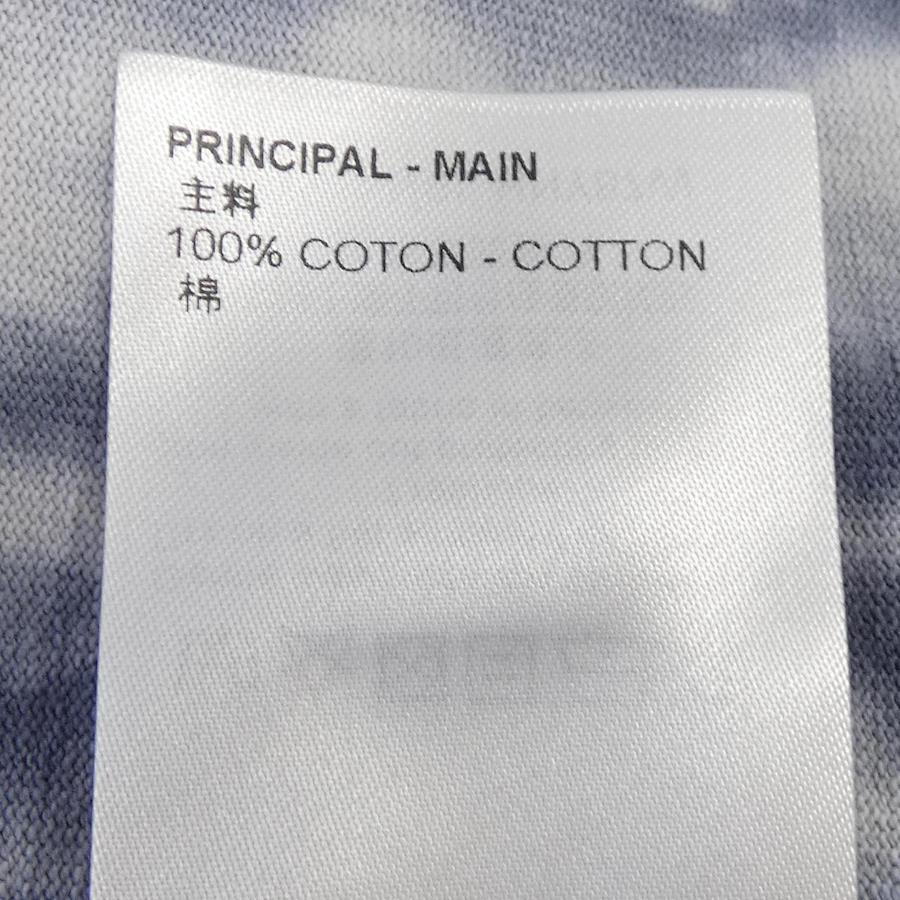 PRINCIPAL - MAIN
主料
100% COTON - COTTON
棉